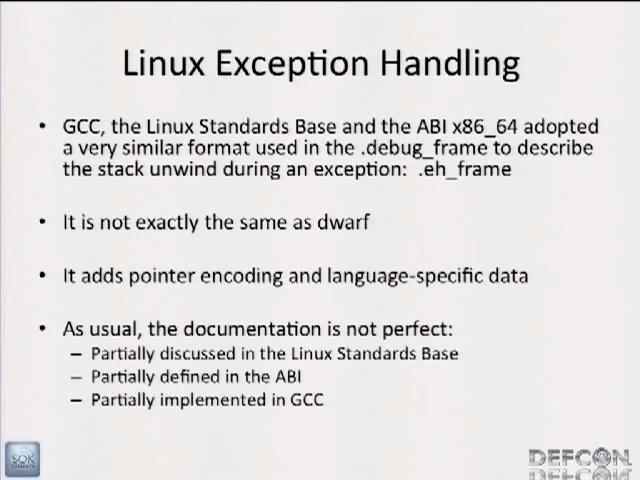 Linux Exception Handling
• GCC, the Linux Standards Base and the ABI x86_64 adopted
a very similar format used in the .debug_frame to describe
the stack unwind during an exception: .eh_frame
• It is not exactly the same as dwarf
• It adds pointer encoding and language-specific data
• As usual, the documentation is not perfect:
– Partially discussed in the Linux Standards Base
– Partially defined in the ABI
– Partially implemented in GCC
SOK
DEFCON